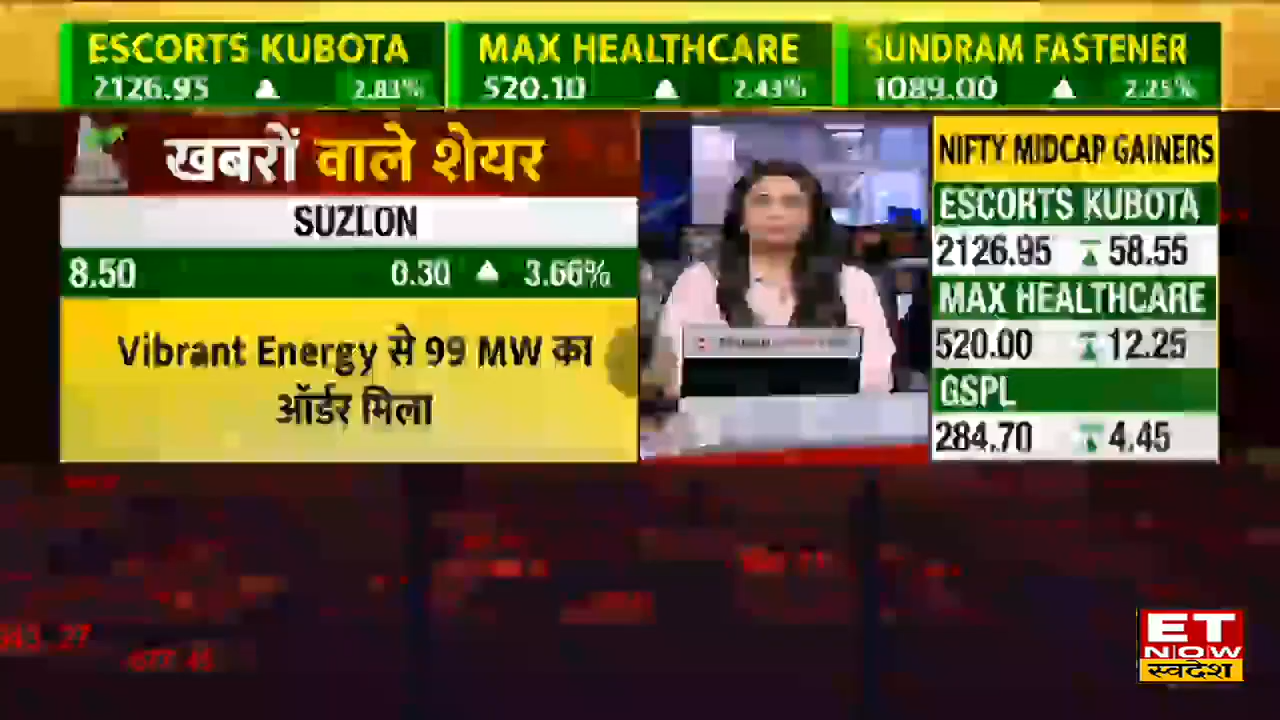 ESCORTS KUBOTA
2126.95 ▲ 2.83%
MAX HEALTHCARE
520.10 ▲ 2.43%
SUNDRAM FASTENER
1089.00 ▲ 2.25%
खबरों वाले शेयर
SUZLON
8.50 0.30 ▲ 3.66%
Vibrant Energy से 99 MW का
ऑर्डर मिला
NIFTY MIDCAP GAINERS
ESCORTS KUBOTA
2126.95 58.55
MAX HEALTHCARE
520.00 12.25
GSPL
284.70 4.45
ET
NOW
स्वदेश